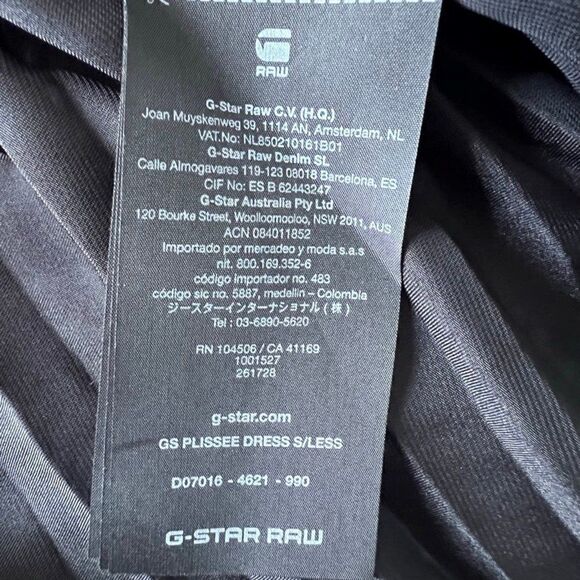 G
RAW
G-Star Raw C.V. (H.Q.)
Joan Muyskenweg 39, 1114 AN, Amsterdam, NL
VAT.No: NL850210161B01
G-Star Raw Denim SL
Calle Almogavares 119-123 08018 Barcelona, ES
CIF No: ES B 62443247
G-Star Australia Pty Ltd
120 Bourke Street, Woolloomooloo, NSW 2011, AUS
ACN 084011852
Importado por mercadeo y moda s.a.s
nit. 800.169.352-6
código importador no. 483
código sic no. 5887, medellin - Colombia
ジースターインターナショナル (株)
Tel : 03-6890-5620
RN 104506 / CA 41169
1001527
261728
g-star.com
GS PLISSEE DRESS S/LESS
D07016 - 4621 - 990
G-STAR RAW